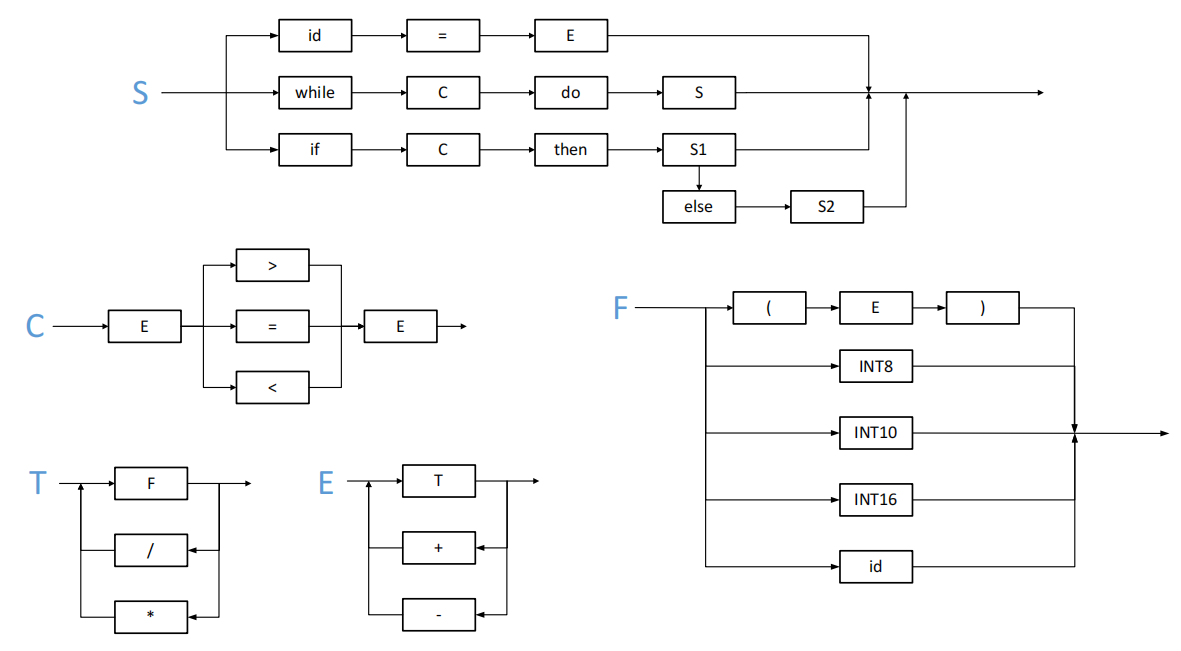 id = E
S while C do S
if C then S1
else S2
>
C E = E
<
F ( E )
INT8
INT10
INT16
id
T F
/
*
E T
+
-